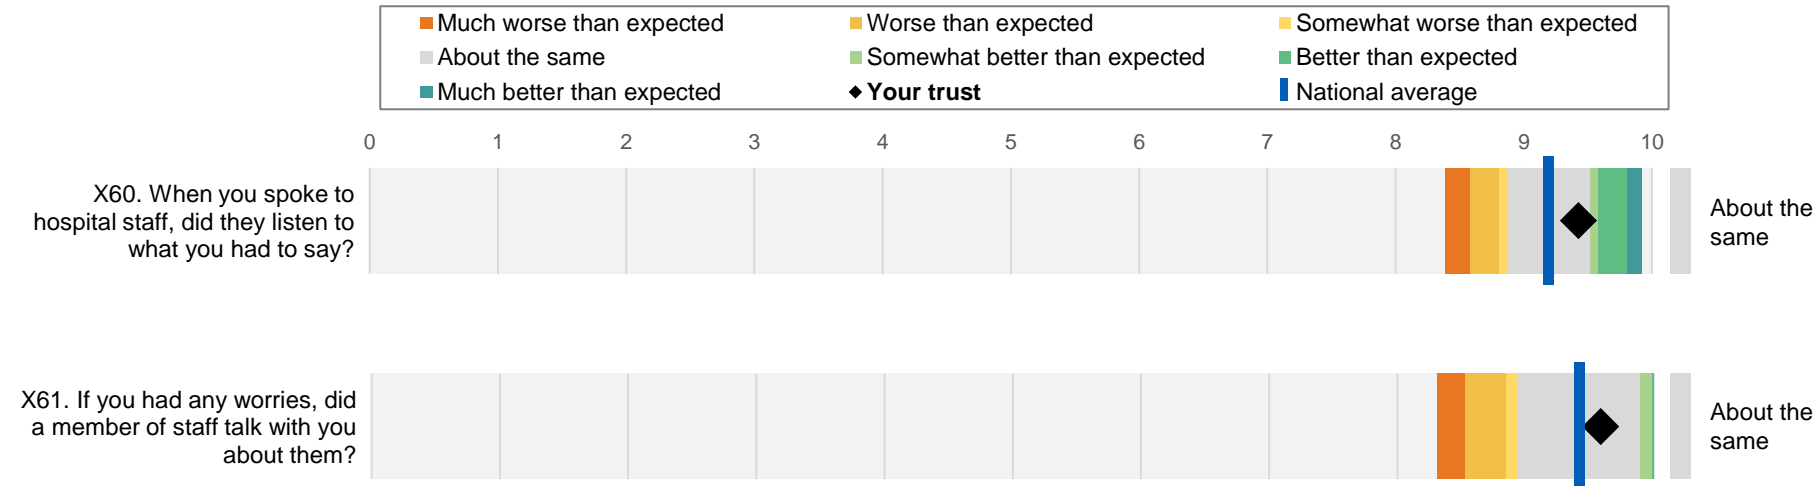 Much worse than expected
Worse than expected
Somewhat worse than expected
About the same
Somewhat better than expected
Better than expected
Much better than expected
Your trust
National average
0 1 2 3 4 5 6 7 8 9 10
X60. When you spoke to
hospital staff, did they listen to
what you had to say?
About the
same
X61. If you had any worries, did
a member of staff talk with you
about them?
About the
same